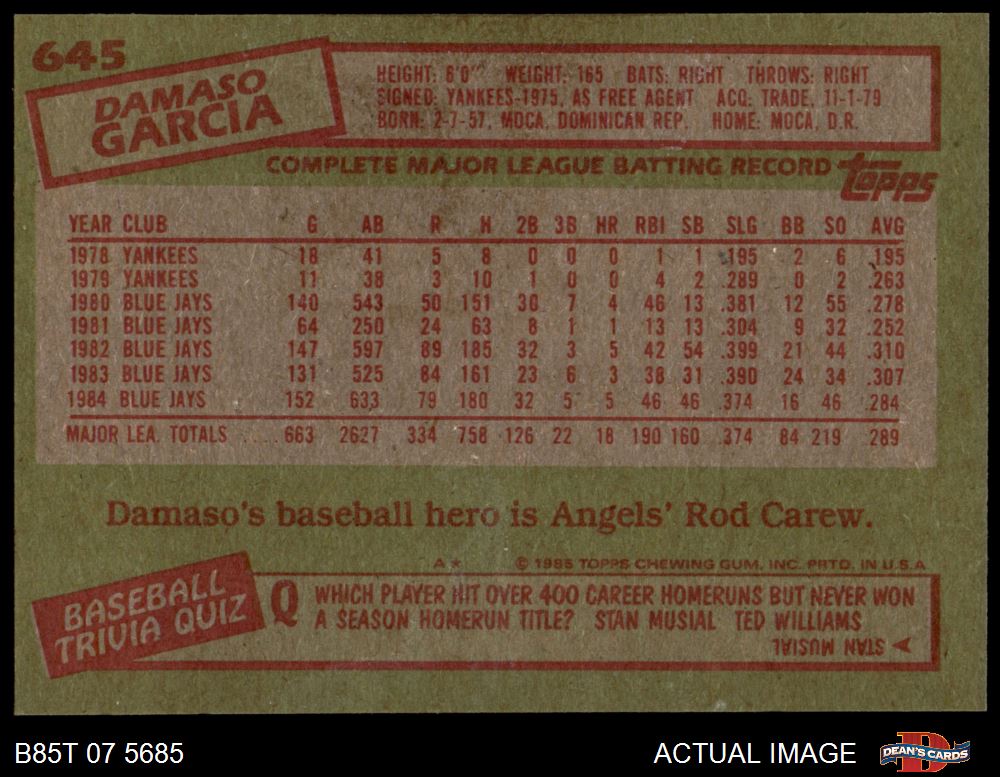 645
DAMASO
GARCIA
HEIGHT: 6'0" WEIGHT: 165 BATS: RIGHT THROWS: RIGHT
SIGNED: YANKEES-1975, AS FREE AGENT ACQ: TRADE, 11-1-79
BORN: 2-7-57, MOCA, DOMINICAN REP. HOME: MOCA, D.R.
COMPLETE MAJOR LEAGUE BATTING RECORD topps
YEAR CLUB G AB R H 2B 3B HR RBI SB SLG BB SO AVG
1978 YANKEES 18 41 5 8 0 0 0 1 1 .195 2 6 .195
1979 YANKEES 11 38 3 10 1 0 0 4 2 .289 0 2 .263
1980 BLUE JAYS 140 543 50 151 30 7 4 46 13 .381 12 55 .278
1981 BLUE JAYS 64 250 24 63 8 1 1 13 13 .304 9 32 .252
1982 BLUE JAYS 147 597 89 185 32 3 5 42 54 .399 21 44 .310
1983 BLUE JAYS 131 525 84 161 23 6 3 38 31 .390 24 34 .307
1984 BLUE JAYS 152 633 79 180 32 5 5 46 46 .374 16 46 .284
MAJOR LEA. TOTALS ..... 663 2627 334 758 126 22 18 190 160 .374 84 219 .289
Damaso's baseball hero is Angels' Rod Carew.
A* © 1985 TOPPS CHEWING GUM, INC. PRTD. IN U.S.A.
BASEBALL
TRIVIA QUIZ
Q WHICH PLAYER HIT OVER 400 CAREER HOMERUNS BUT NEVER WON
A SEASON HOMERUN TITLE? STAN MUSIAL TED WILLIAMS
STAN MUSIAL
B85T 07 5685 ACTUAL IMAGE D DEAN'S CARDS